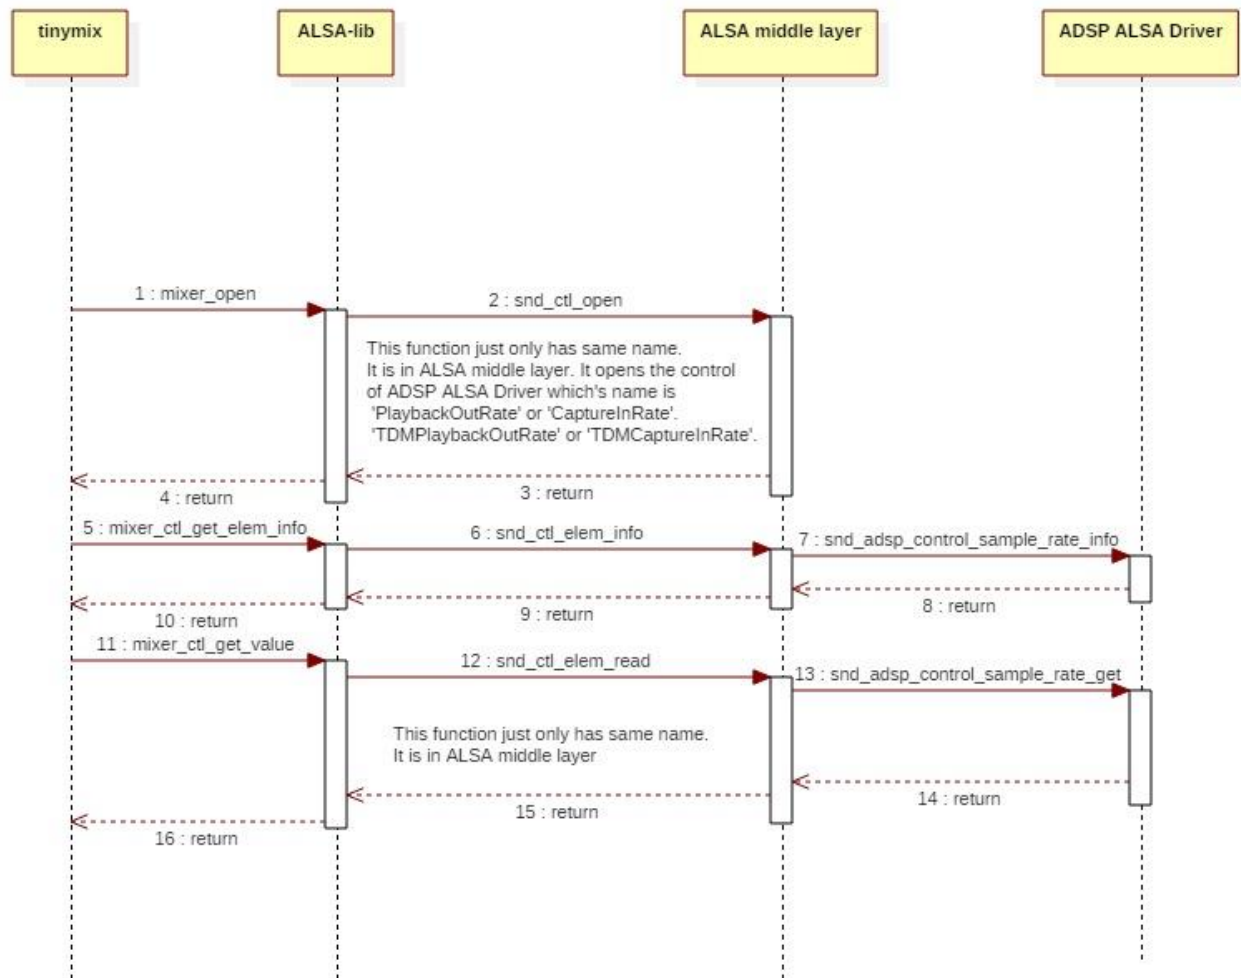 tinymix
ALSA-lib
ALSA middle layer
ADSP ALSA Driver
1 : mixer_open
2 : snd_ctl_open
This function just only has same name.
It is in ALSA middle layer. It opens the control
of ADSP ALSA Driver which's name is
'PlaybackOutRate' or 'CaptureInRate'.
'TDMPlaybackOutRate' or 'TDMCaptureInRate'.
3 : return
4 : return
5 : mixer_ctl_get_elem_info
6 : snd_ctl_elem_info
7 : snd_adsp_control_sample_rate_info
8 : return
9 : return
10 : return
11 : mixer_ctl_get_value
12 : snd_ctl_elem_read
13 : snd_adsp_control_sample_rate_get
This function just only has same name.
It is in ALSA middle layer
14 : return
15 : return
16 : return